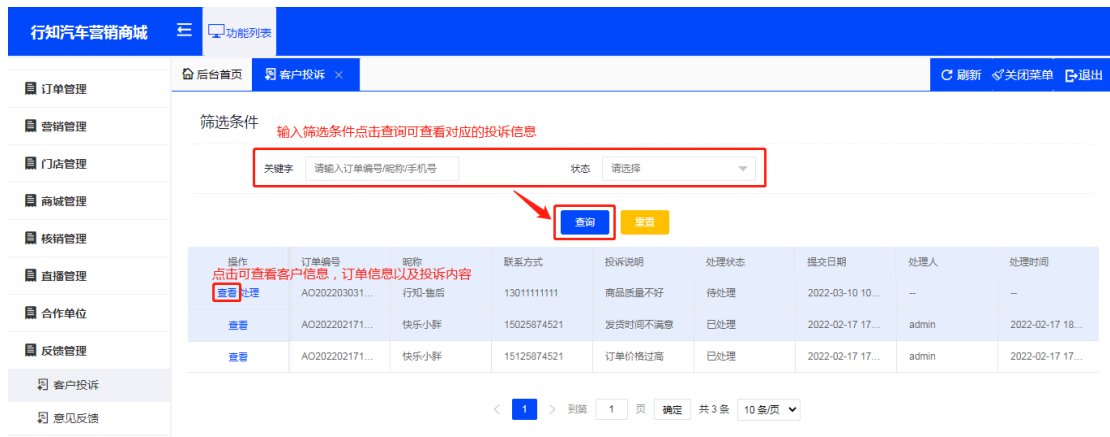 行知汽车营销商城
功能列表
后台首页 客户投诉 × 刷新 关闭菜单 退出
订单管理
营销管理
门店管理
商城管理
核销管理
直播管理
合作单位
反馈管理
客户投诉
意见反馈
筛选条件
输入筛选条件点击查询可查看对应的投诉信息
关键字 请输入订单编号/昵称/手机号 状态 请选择
查询 重置
操作 订单编号 昵称 联系方式 投诉说明 处理状态 提交日期 处理人 处理时间
点击可查看客户信息，订单信息以及投诉内容
查看 处理 AO202203031... 行知-售后 13011111111 商品质量不好 待处理 2022-03-10 10... -- --
查看 AO202202171... 快乐小胖 15025874521 发货时间不满意 已处理 2022-02-17 17... admin 2022-02-17 18...
查看 AO202202171... 快乐小胖 15125874521 订单价格过高 已处理 2022-02-17 17... admin 2022-02-17 17...
< 1 > 到第 1 页 确定 共 3 条 10 条/页